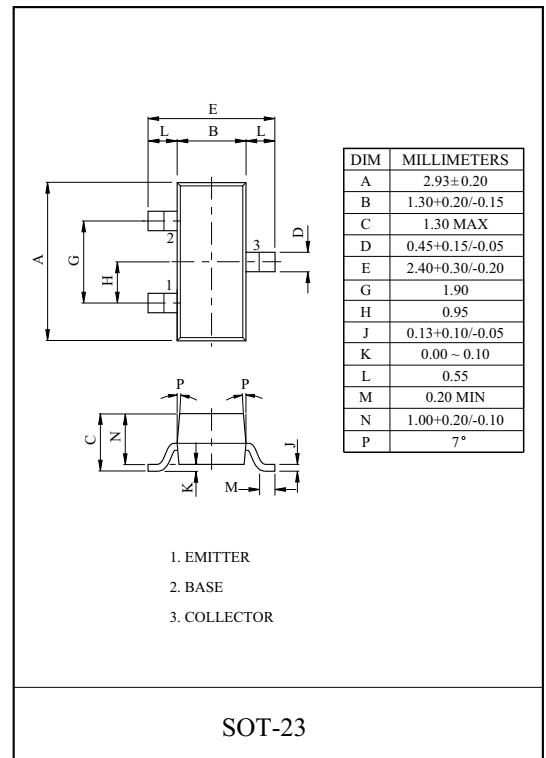 E
L B L
A
G
H
D
2
3
1
DIM MILLIMETERS
A 2.93±0.20
B 1.30+0.20/-0.15
C 1.30 MAX
D 0.45+0.15/-0.05
E 2.40+0.30/-0.20
G 1.90
H 0.95
J 0.13+0.10/-0.05
K 0.00 ~ 0.10
L 0.55
M 0.20 MIN
N 1.00+0.20/-0.10
P 7°
P P
C
N
K
M
J
1. EMITTER
2. BASE
3. COLLECTOR
SOT-23